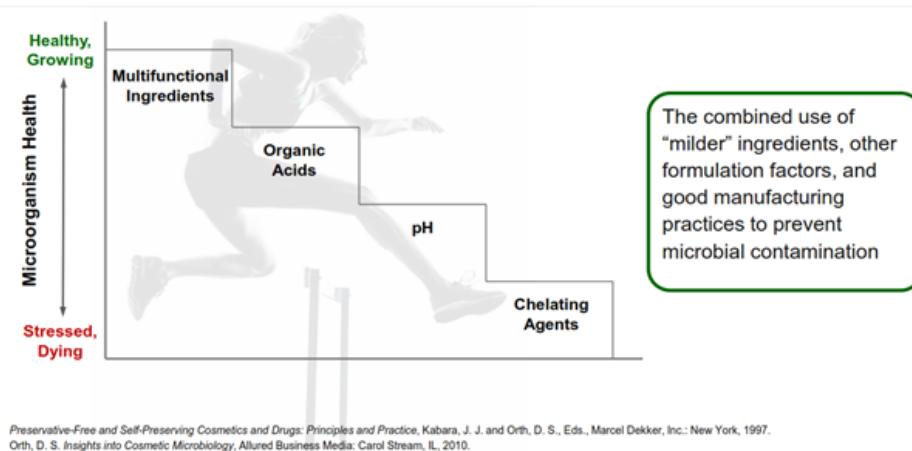 Healthy,
Growing
Microorganism Health
Stressed,
Dying
Multifunctional
Ingredients
Organic
Acids
pH
Chelating
Agents
The combined use of
“milder” ingredients, other
formulation factors, and
good manufacturing
practices to prevent
microbial contamination
Preservative-Free and Self-Preserving Cosmetics and Drugs: Principles and Practice, Kabara, J. J. and Orth, D. S., Eds., Marcel Dekker, Inc.: New York, 1997.
Orth, D. S. Insights into Cosmetic Microbiology, Allured Business Media: Carol Stream, IL, 2010.